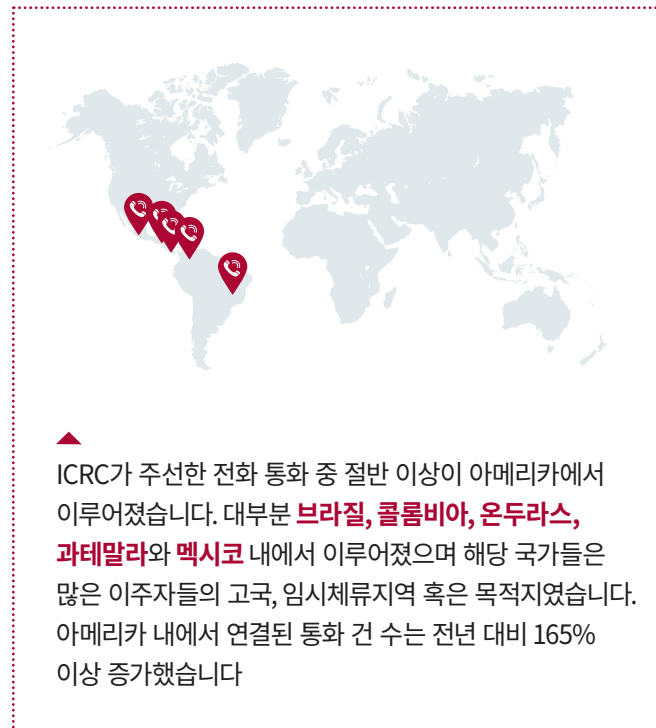 ICRC가 주선한 전화 통화 중 절반 이상이 아메리카에서
이루어졌습니다. 대부분 브라질, 콜롬비아, 온두라스,
과테말라와 멕시코 내에서 이루어졌으며 해당 국가들은
많은 이주자들의 고국, 임시체류지역 혹은 목적지였습니다.
아메리카 내에서 연결된 통화 건 수는 전년 대비 165%
이상 증가했습니다